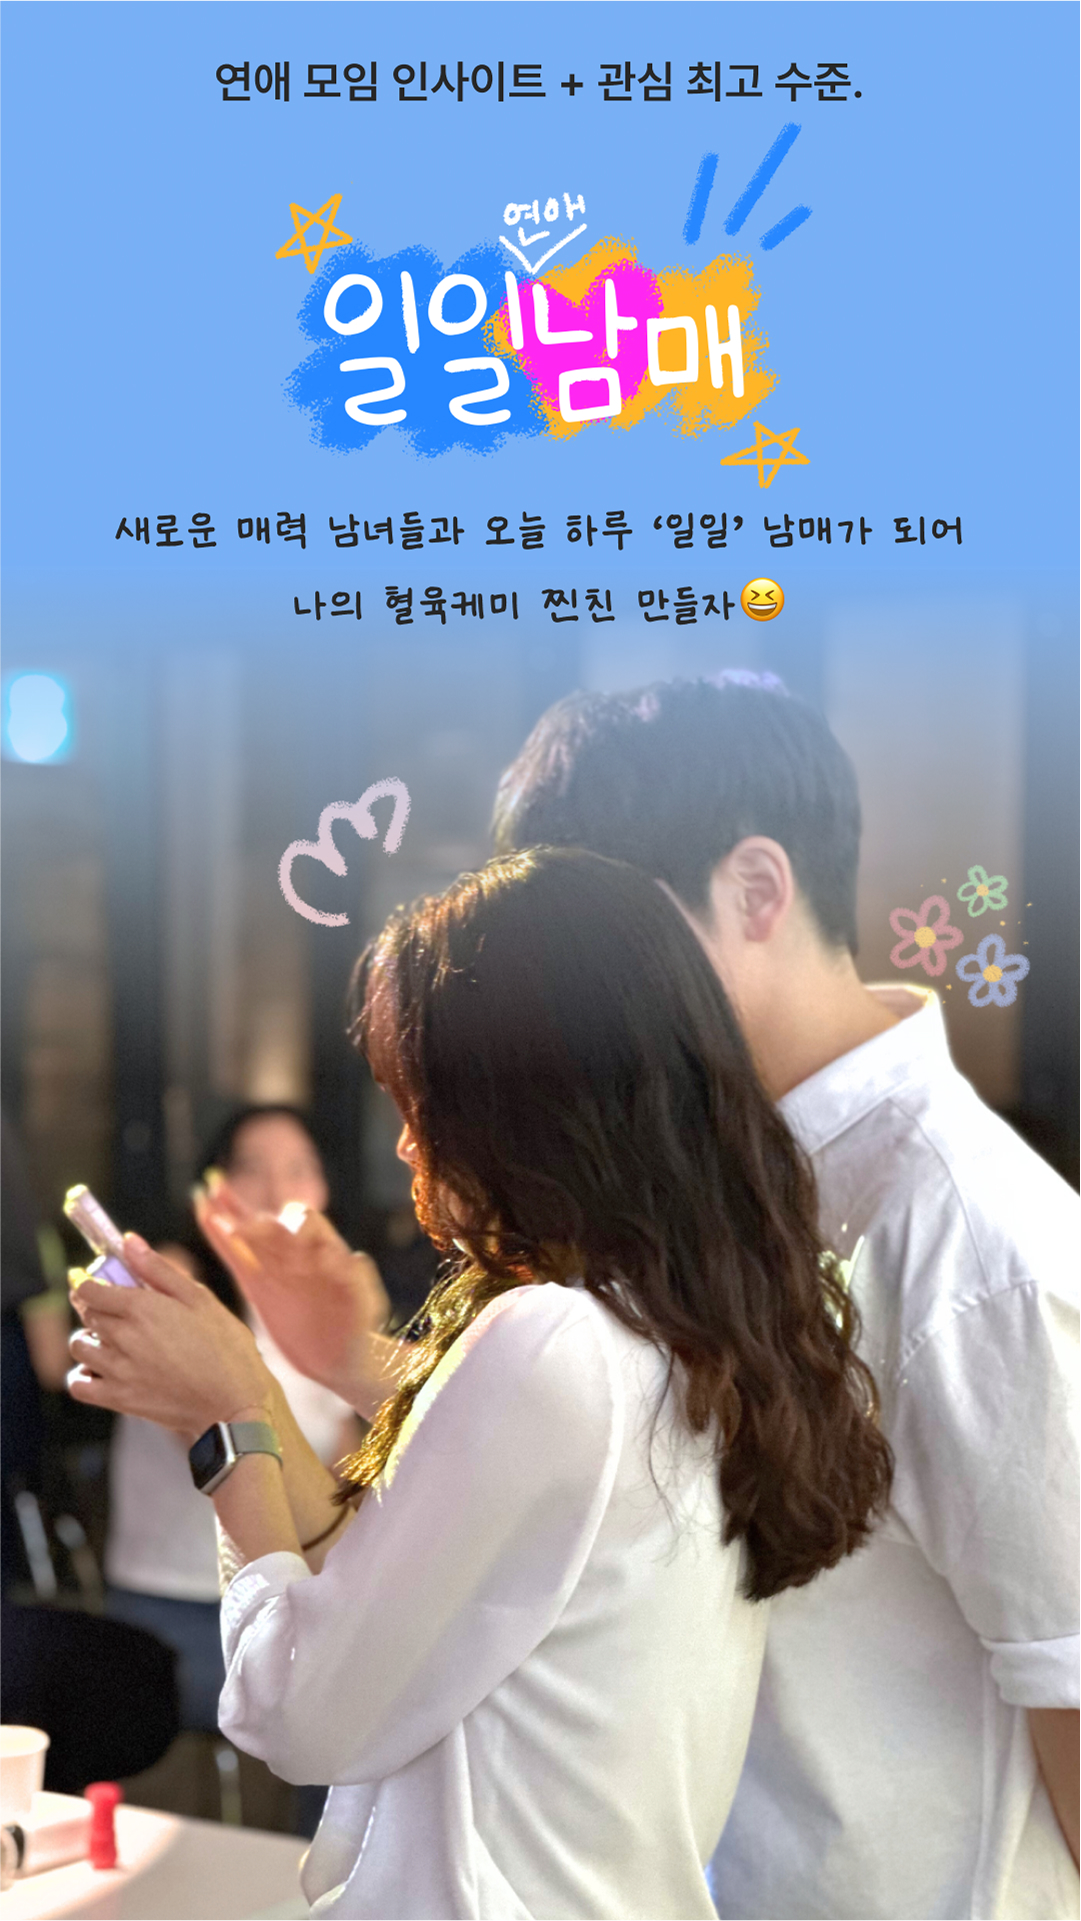 연애 모임 인사이트 + 관심 최고 수준.
연애
일일남매
새로운 매력 남녀들과 오늘 하루 ‘일일’ 남매가 되어
나의 혈육케미 찐친 만들자😆